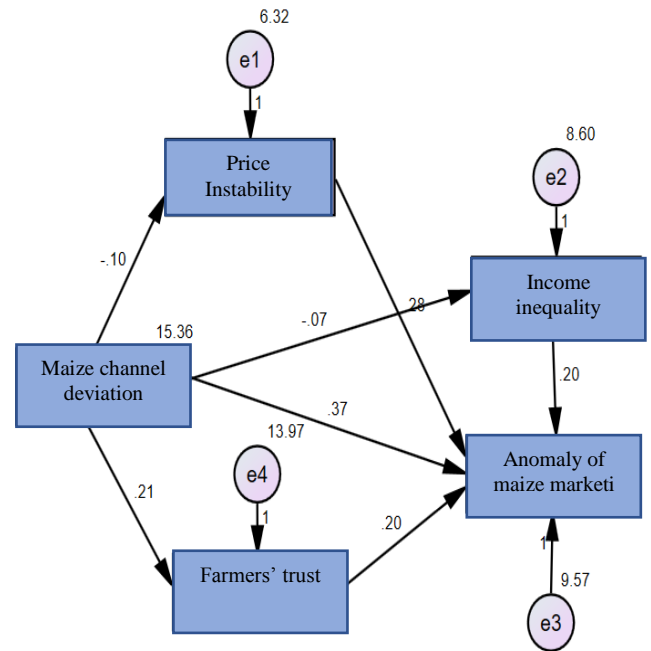 6.32
e1
1
Price
Instability
8.60
e2
1
Income
inequality
-.10
15.36
-.07
.28
Maize channel
deviation
.37
.20
13.97
e4
1
.21
.20
Anomaly of
maize marketi
Farmers’ trust
1
9.57
e3